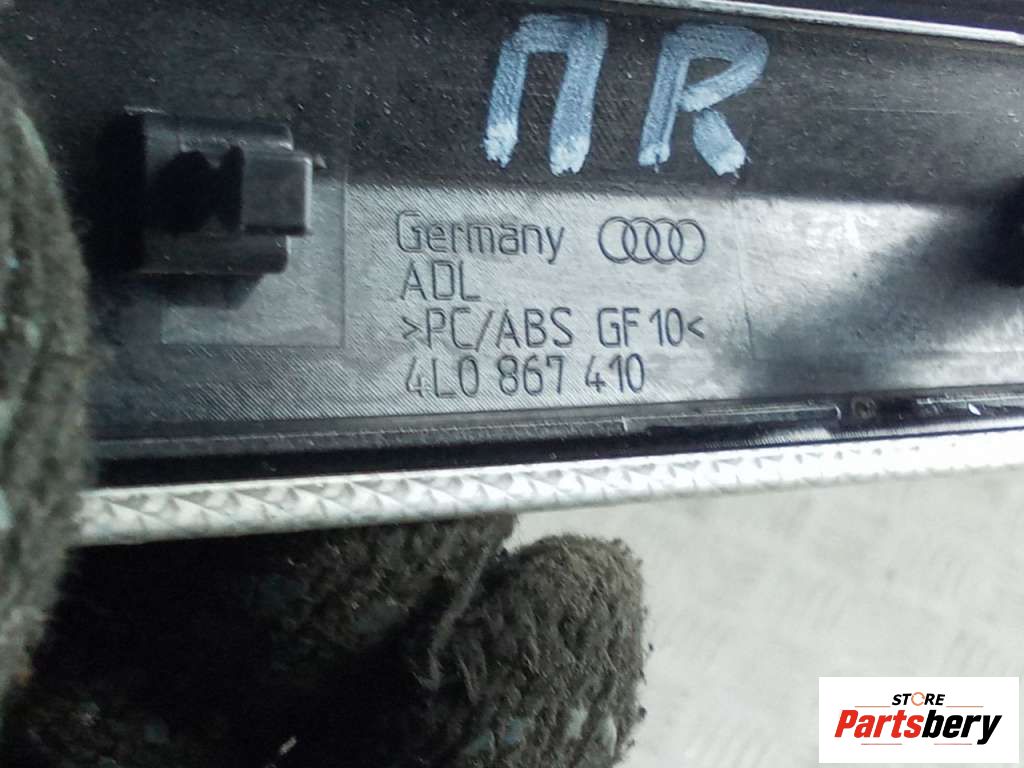 ПR
Germany
ADL
>PC/ABS GF10<
4L0 867 410
STORE
Partsbery